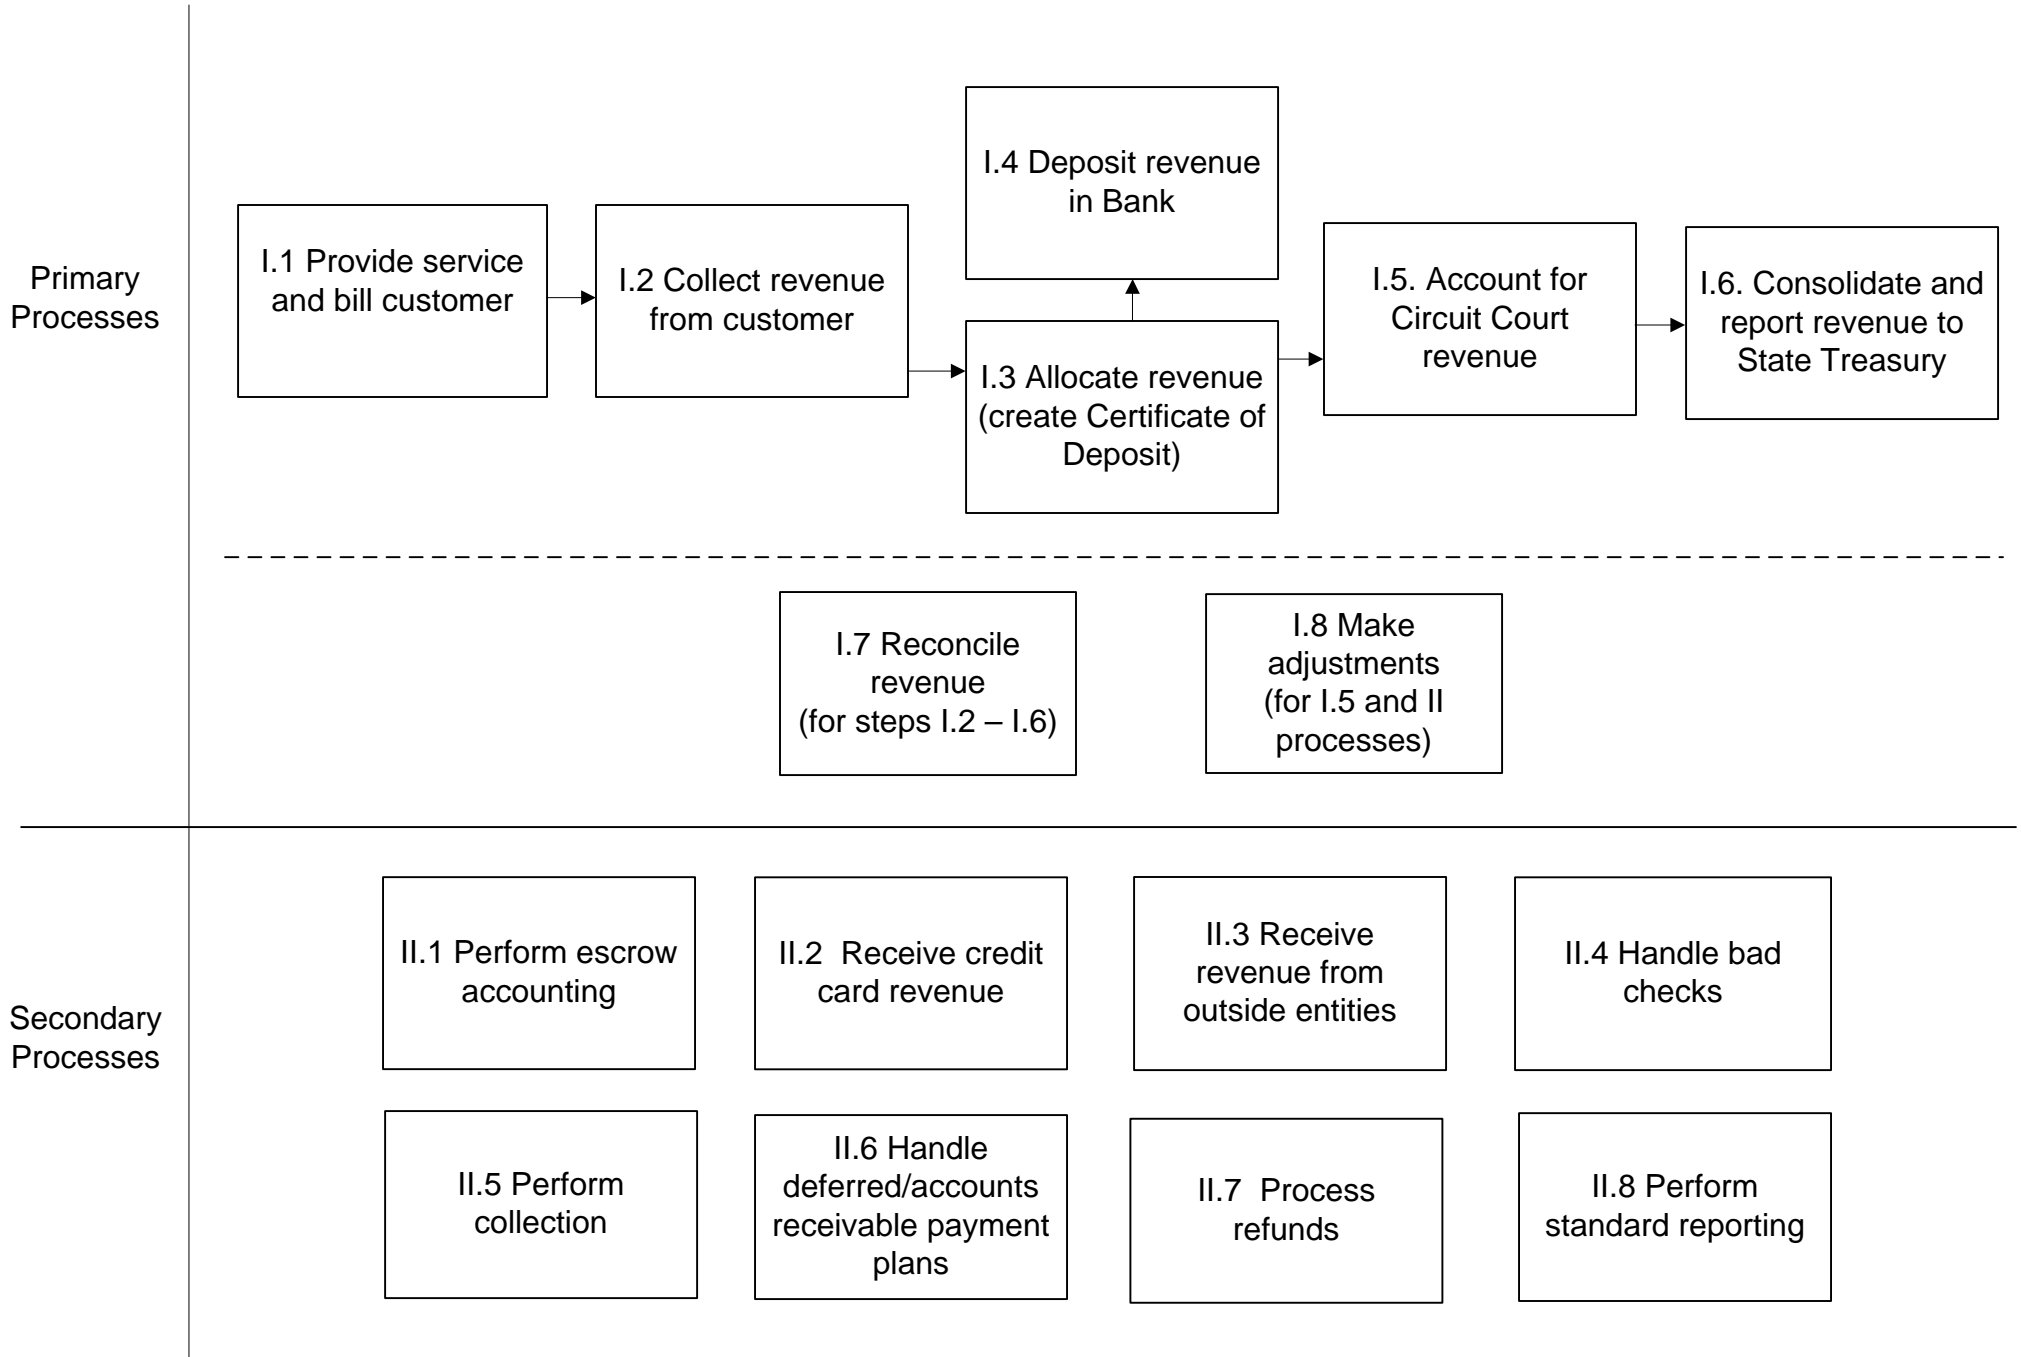 Primary
Processes
I.1 Provide service
and bill customer
I.2 Collect revenue
from customer
I.4 Deposit revenue
in Bank
I.3 Allocate revenue
(create Certificate of
Deposit)
I.5. Account for
Circuit Court
revenue
I.6. Consolidate and
report revenue to
State Treasury
I.7 Reconcile
revenue
(for steps I.2 – I.6)
I.8 Make
adjustments
(for I.5 and II
processes)
Secondary
Processes
II.1 Perform escrow
accounting
II.2  Receive credit
card revenue
II.3 Receive
revenue from
outside entities
II.4 Handle bad
checks
II.5 Perform
collection
II.6 Handle
deferred/accounts
receivable payment
plans
II.7  Process
refunds
II.8 Perform
standard reporting